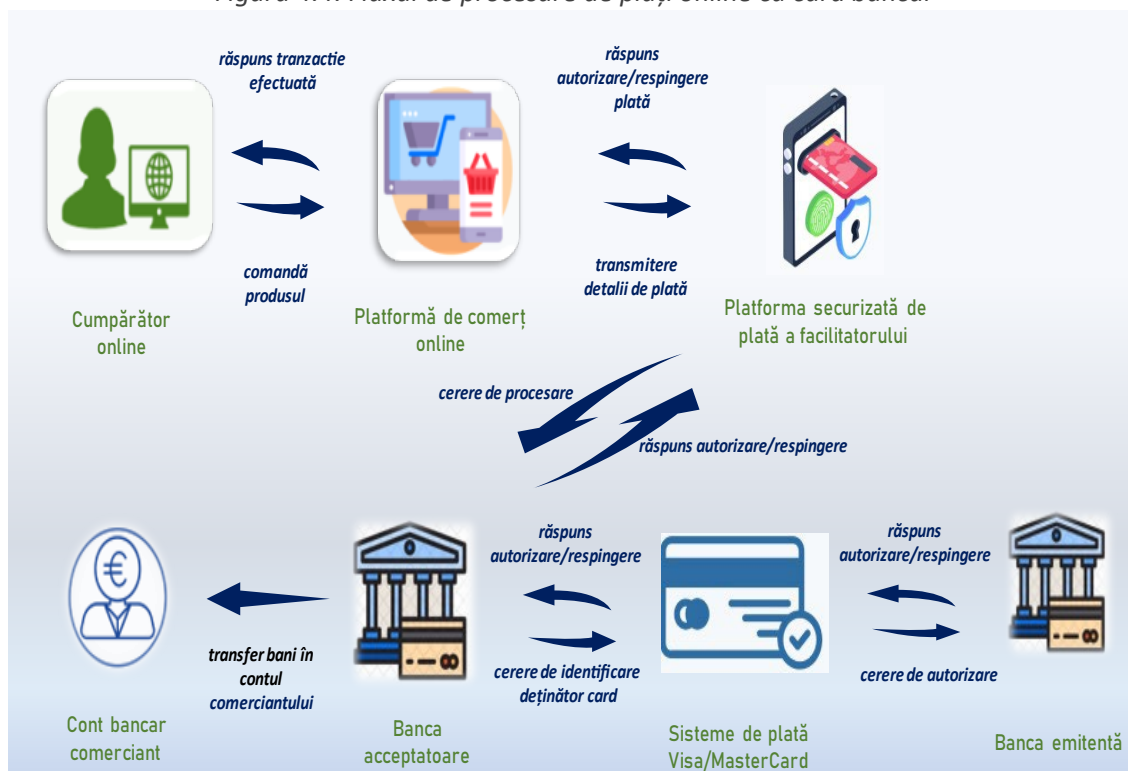 răspuns tranzactie
efectuată
răspuns
autorizare/respingere
plată
comandă
produsul
transmitere
detalii de plată
Cumpărător
online
Platformă de comerț
online
Platforma securizată de
plată a facilitatorului
cerere de procesare
răspuns autorizare/respingere
răspuns
autorizare/respingere
răspuns
autorizare/respingere
transfer bani în
contul
comerciantului
cerere de identificare
deținător card
cerere de autorizare
Cont bancar
comerciant
Banca
acceptatoare
Sisteme de plată
Visa/MasterCard
Banca emitentă